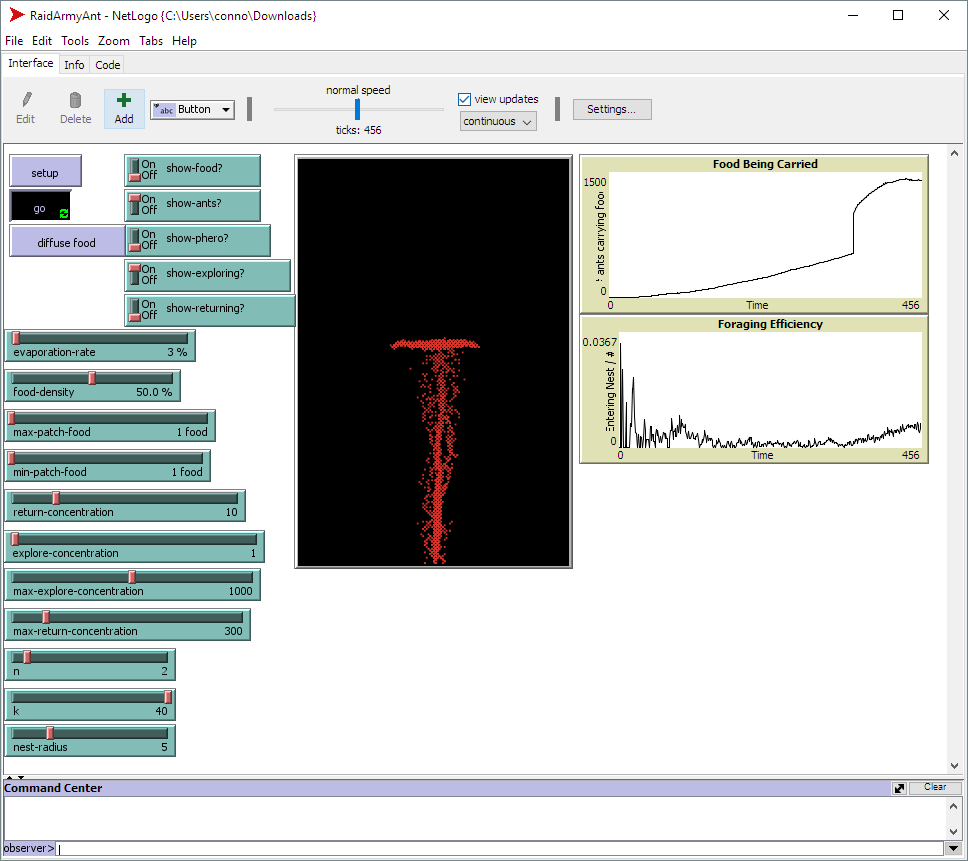 RaidArmyAnt - NetLogo {C:\Users\conno\Downloads}
File Edit Tools Zoom Tabs Help
Interface Info Code
Edit Delete Add abc Button normal speed ticks: 456 view updates continuous Settings...
setup
go
diffuse food
On Off show-food?
On Off show-ants?
On Off show-phero?
On Off show-exploring?
On Off show-returning?
evaporation-rate 3 %
food-density 50.0 %
max-patch-food 1 food
min-patch-food 1 food
return-concentration 10
explore-concentration 1
max-explore-concentration 1000
max-return-concentration 300
n 2
k 40
nest-radius 5
Food Being Carried
1500
ants carrying food
0
0 Time 456
Foraging Efficiency
0.0367
Entering Nest / #
0
0 Time 456
Command Center Clear
observer>